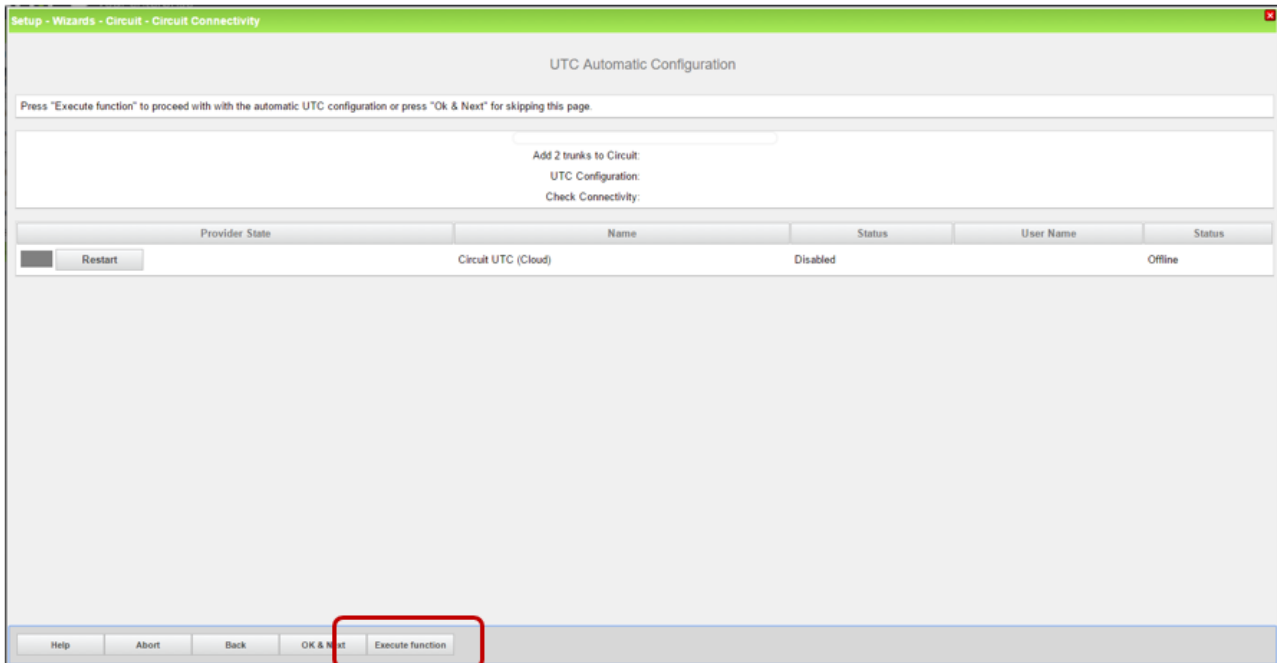 Setup - Wizards - Circuit - Circuit Connectivity
UTC Automatic Configuration
Press "Execute function" to proceed with with the automatic UTC configuration or press "Ok & Next" for skipping this page.
Add 2 trunks to Circuit:
UTC Configuration:
Check Connectivity:
Provider State Name Status User Name Status
Restart Circuit UTC (Cloud) Disabled Offline
Help Abort Back OK & Next Execute function